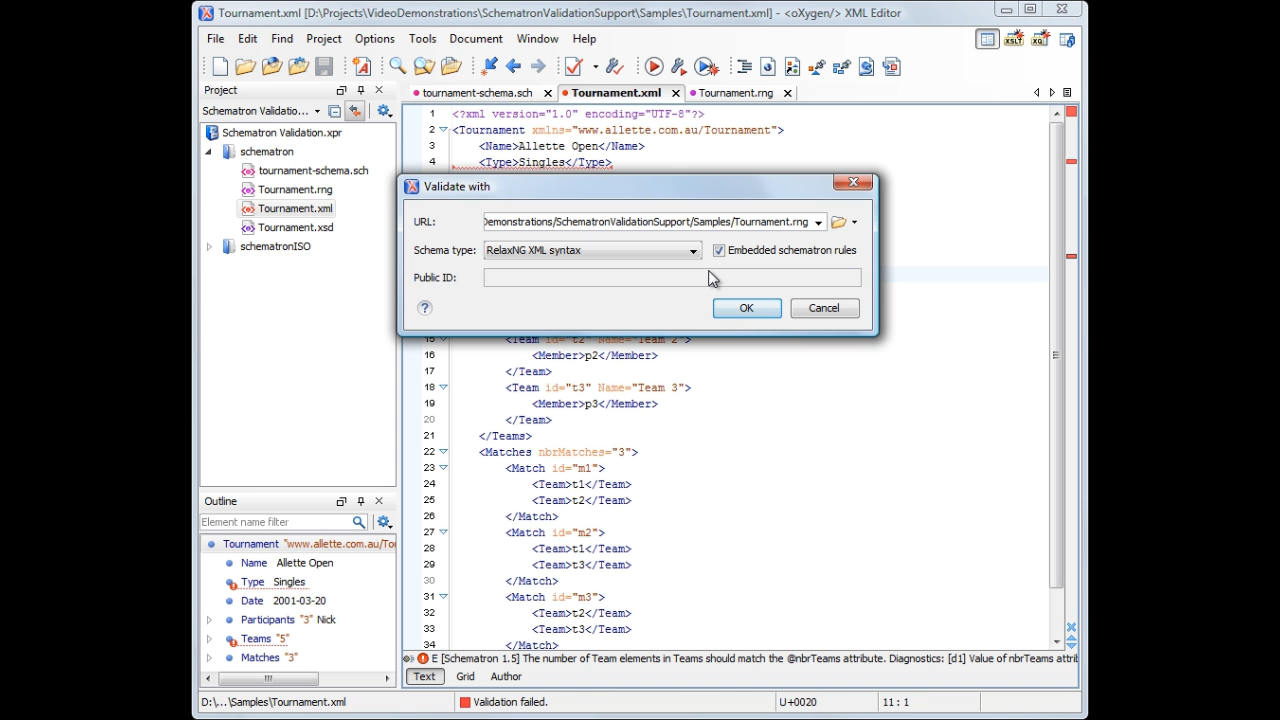 Tournament.xml [D:\Projects\VideoDemonstrations\SchematronValidationSupport\Samples\Tournament.xml] - <oXygen/> XML Editor
File Edit Find Project Options Tools Document Window Help
Project
Schematron Validatio...
Schematron Validation.xpr
schematron
tournament-schema.sch
Tournament.rng
Tournament.xml
Tournament.xsd
schematronISO
Outline
Element name filter
Tournament "www.allette.com.au/To
Name Allette Open
Type Singles
Date 2001-03-20
Participants "3" Nick
Teams "5"
Matches "3"
tournament-schema.sch Tournament.xml Tournament.rng
1 <?xml version="1.0" encoding="UTF-8"?>
2 <Tournament xmlns="www.allette.com.au/Tournament">
3 <Name>Allette Open</Name>
4 <Type>Singles</Type>
Validate with
URL: Demonstrations/SchematronValidationSupport/Samples/Tournament.rng
Schema type: RelaxNG XML syntax Embedded schematron rules
Public ID:
? OK Cancel
15 <Team id="t2" Name="Team 2">
16 <Member>p2</Member>
17 </Team>
18 <Team id="t3" Name="Team 3">
19 <Member>p3</Member>
20 </Team>
21 </Teams>
22 <Matches nbrMatches="3">
23 <Match id="m1">
24 <Team>t1</Team>
25 <Team>t2</Team>
26 </Match>
27 <Match id="m2">
28 <Team>t1</Team>
29 <Team>t3</Team>
30 </Match>
31 <Match id="m3">
32 <Team>t2</Team>
33 <Team>t3</Team>
34 </Match>
E [Schematron 1.5] The number of Team elements in Teams should match the @nbrTeams attribute. Diagnostics: [d1] Value of nbrTeams attrib
Text Grid Author
D:\...\Samples\Tournament.xml Validation failed. U+0020 11 : 1